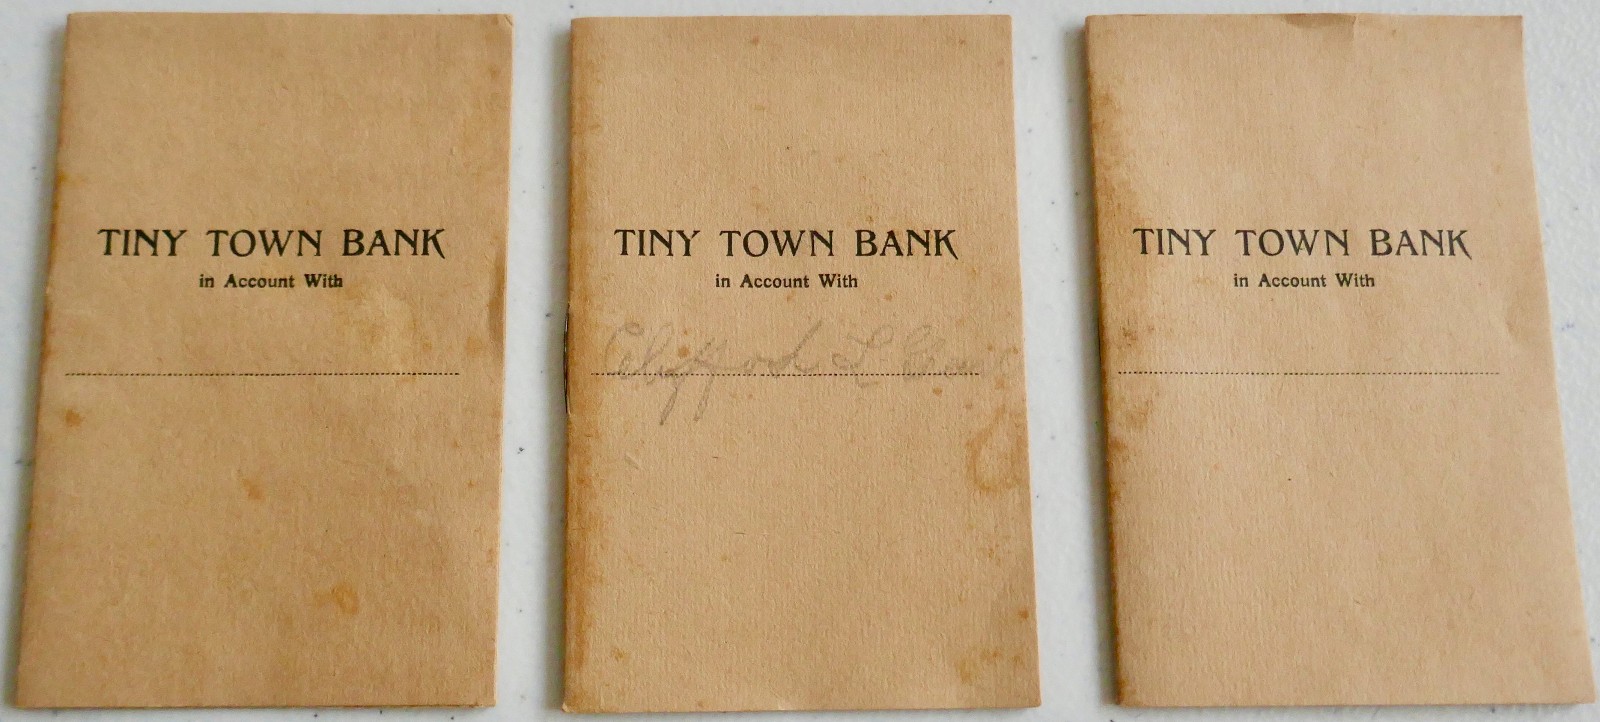 TINY TOWN BANK
in Account With
TINY TOWN BANK
in Account With
Clifford L
TINY TOWN BANK
in Account With